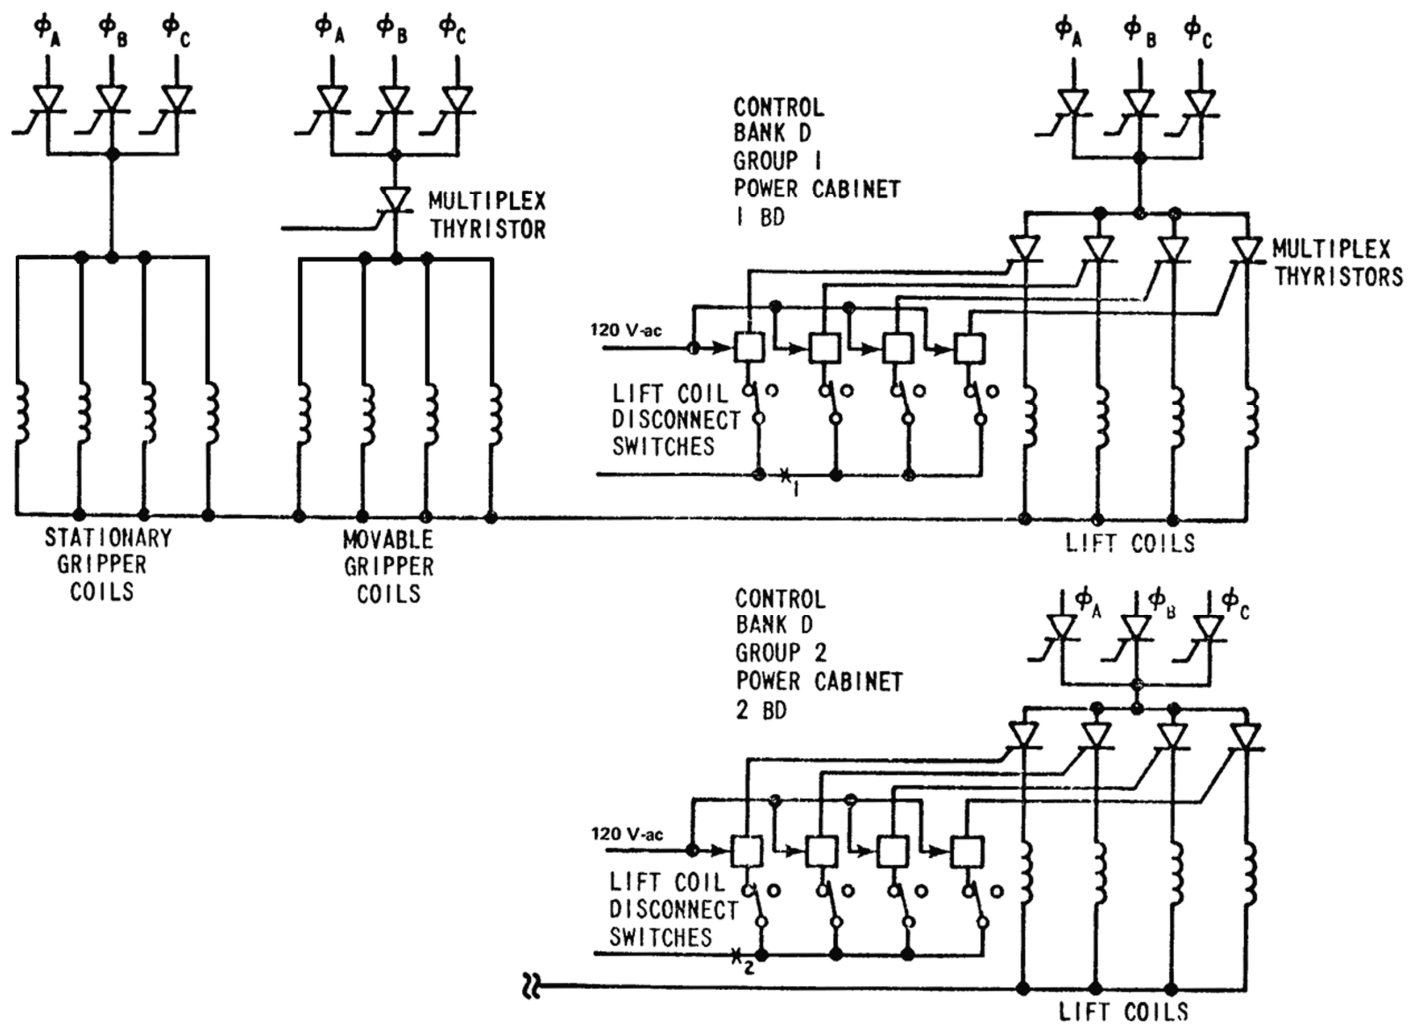 ϕA ϕB ϕC
ϕA ϕB ϕC
ϕA ϕB ϕC
CONTROL
BANK D
GROUP 1
POWER CABINET
1 BD
MULTIPLEX
THYRISTOR
MULTIPLEX
THYRISTORS
120 V-ac
LIFT COIL
DISCONNECT
SWITCHES
X1
STATIONARY
GRIPPER
COILS
MOVABLE
GRIPPER
COILS
LIFT COILS
CONTROL
BANK D
GROUP 2
POWER CABINET
2 BD
ϕA ϕB ϕC
120 V-ac
LIFT COIL
DISCONNECT
SWITCHES
X2
LIFT COILS